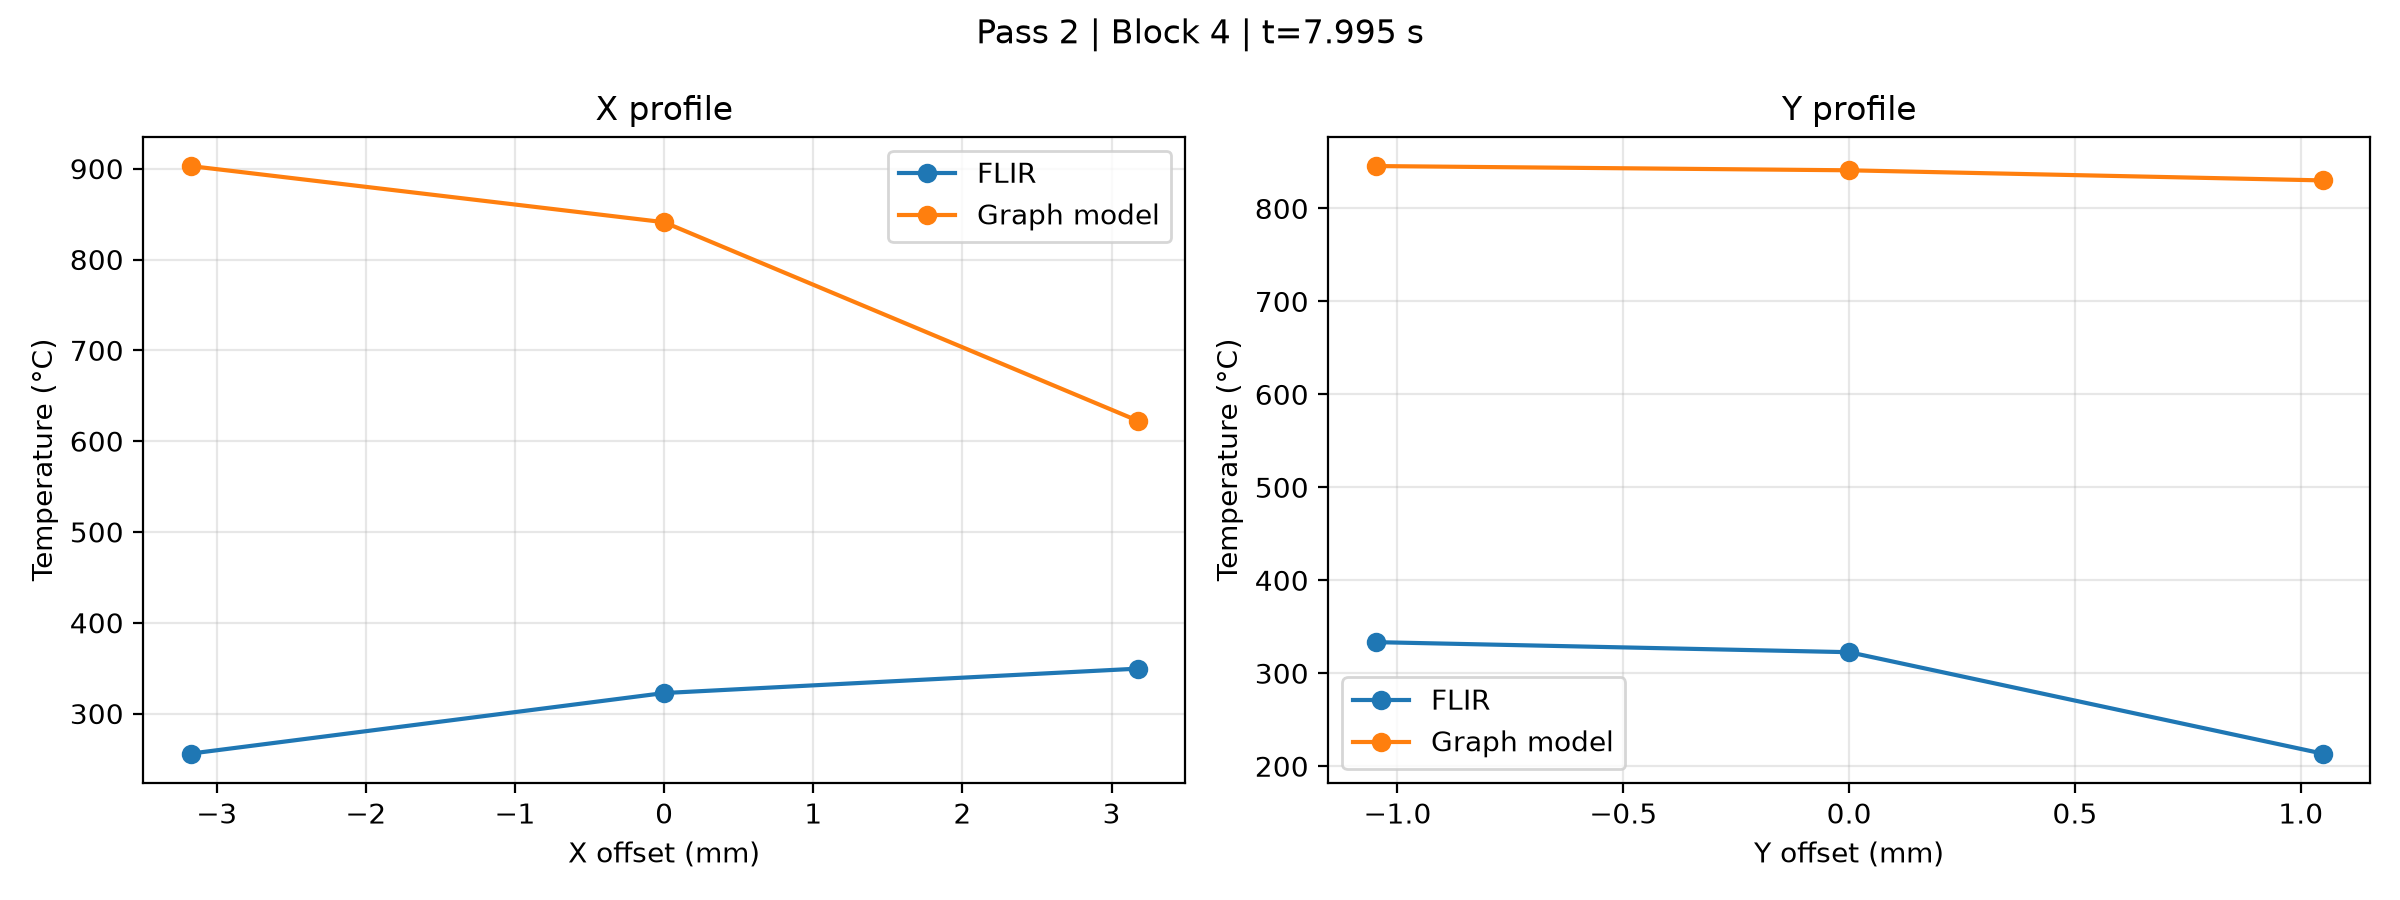 Pass 2 | Block 4 | t=7.995 s
X profile
900
800
700
600
500
400
300
Temperature (°C)
−3 −2 −1 0 1 2 3
X offset (mm)
FLIR
Graph model
Y profile
800
700
600
500
400
300
200
Temperature (°C)
−1.0 −0.5 0.0 0.5 1.0
Y offset (mm)
FLIR
Graph model